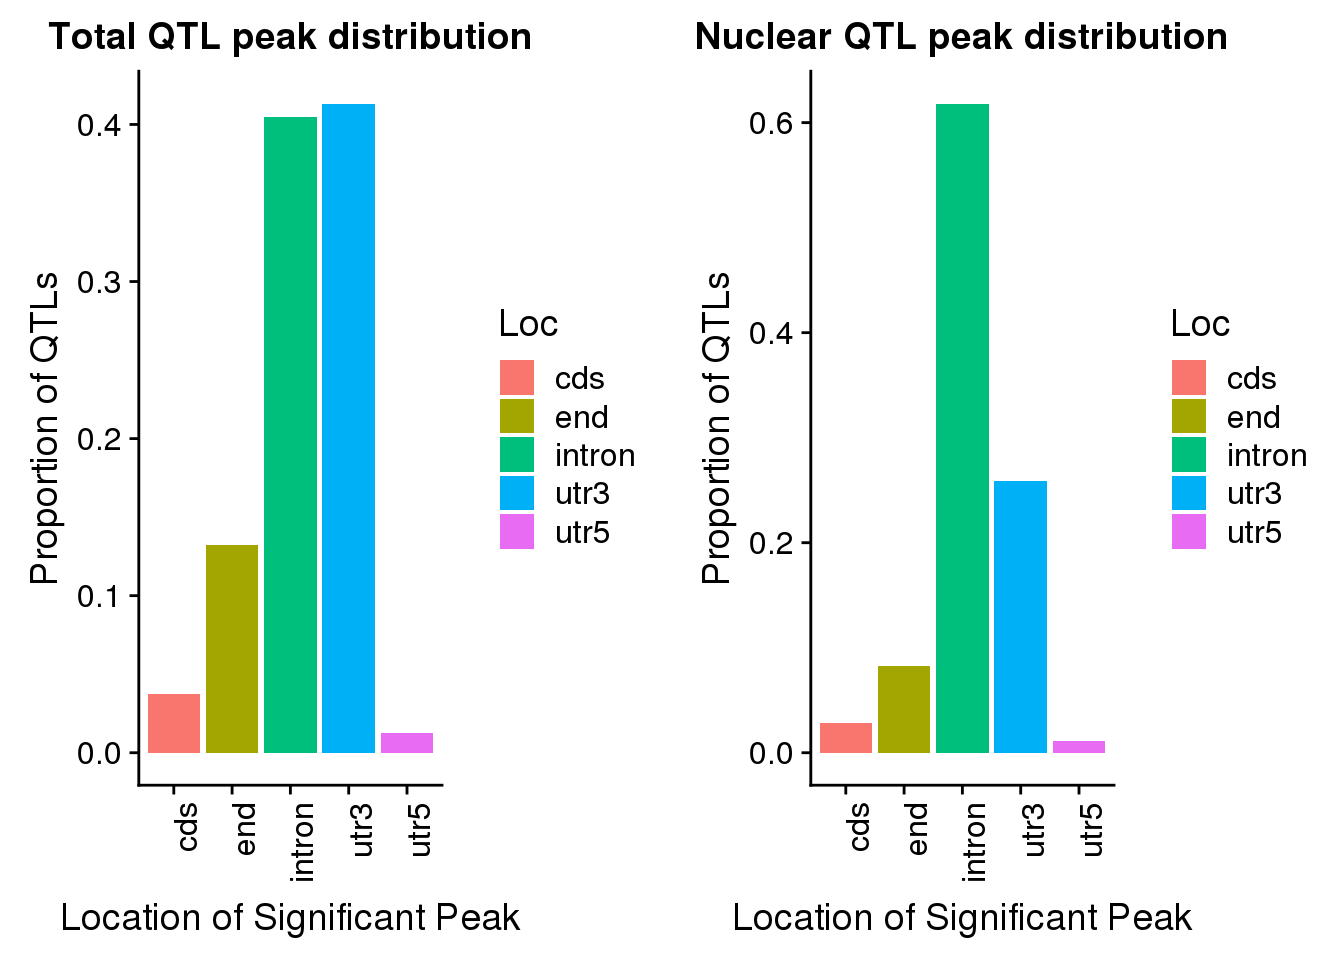 Total QTL peak distribution
Proportion of QTLs
0.4
0.3
0.2
0.1
0.0
cds
end
intron
utr3
utr5
Location of Significant Peak
Loc
cds
end
intron
utr3
utr5
Nuclear QTL peak distribution
Proportion of QTLs
0.6
0.4
0.2
0.0
cds
end
intron
utr3
utr5
Location of Significant Peak
Loc
cds
end
intron
utr3
utr5